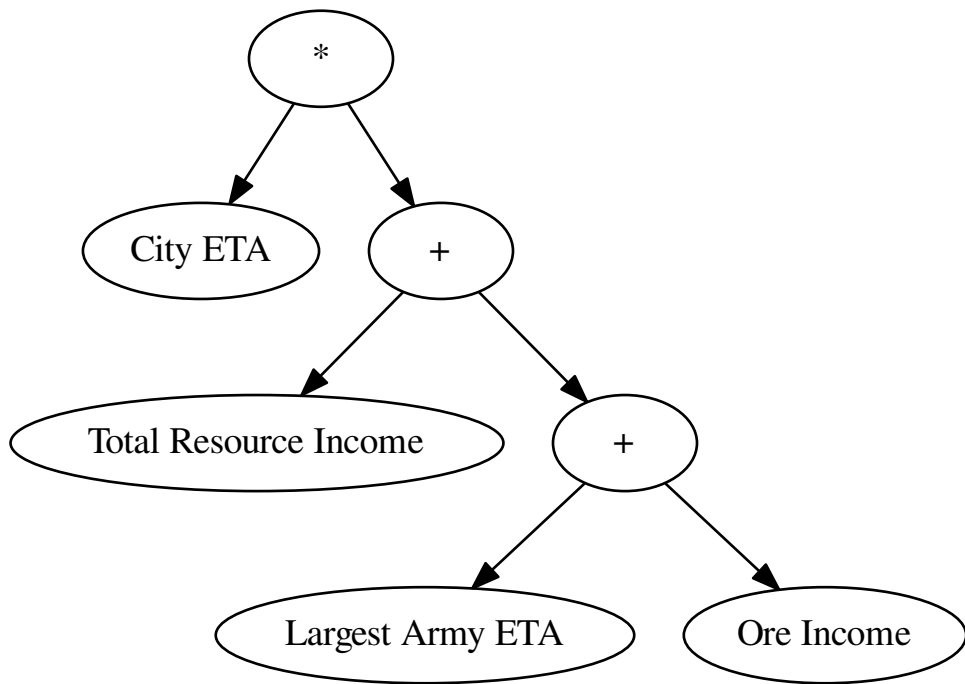 *
City ETA
+
Total Resource Income
+
Largest Army ETA
Ore Income